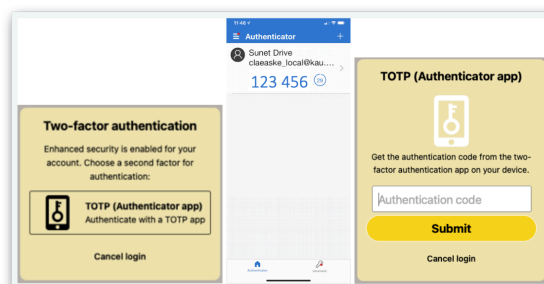 Two-factor authentication
Enhanced security is enabled for your
account. Choose a second factor for
authentication:
TOTP (Authenticator app)
Authenticate with a TOTP app
Cancel login
11:46
Authenticator
Sunet Drive
claeaske_local@kau....
123 456
29
Authenticator
TOTP (Authenticator app)
Get the authentication code from the two-
factor authentication app on your device.
Authentication code
Submit
Cancel login